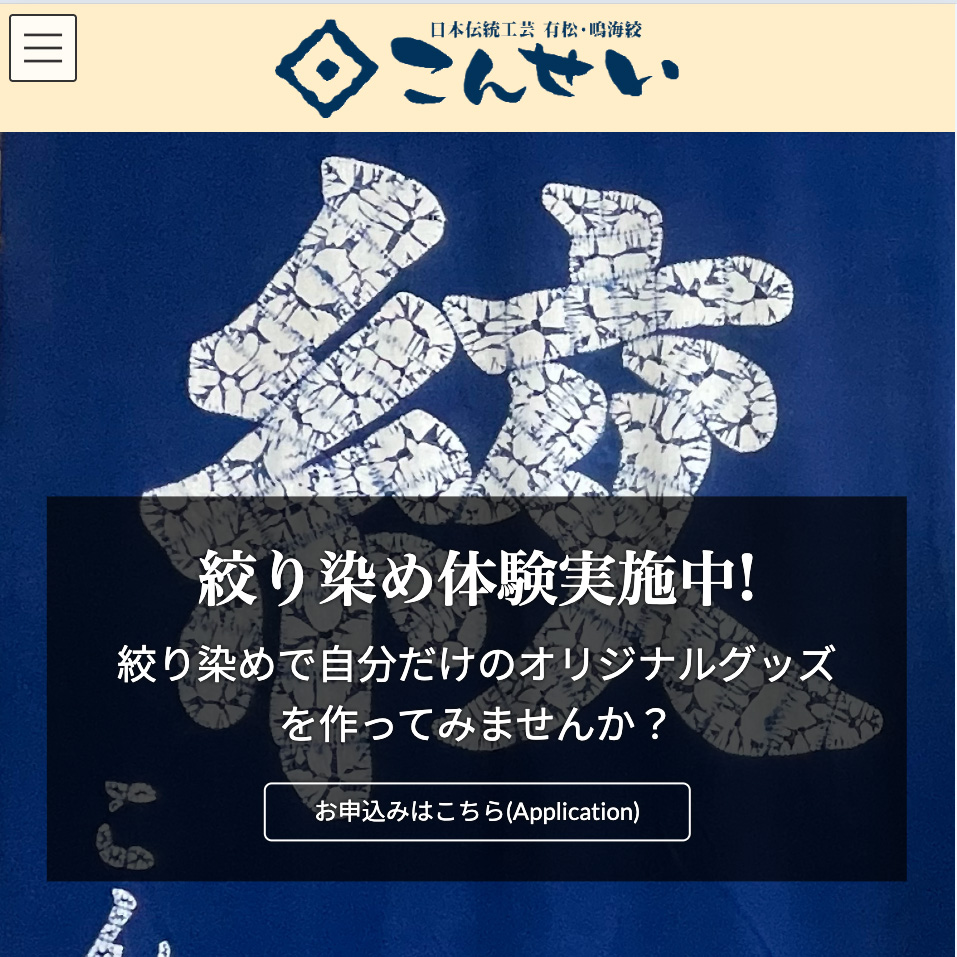 日本伝統工芸 有松・鳴海絞
こんせい
絞
絞り染め体験実施中!
絞り染めで自分だけのオリジナルグッズ
を作ってみませんか？
お申込みはこちら(Application)
こん